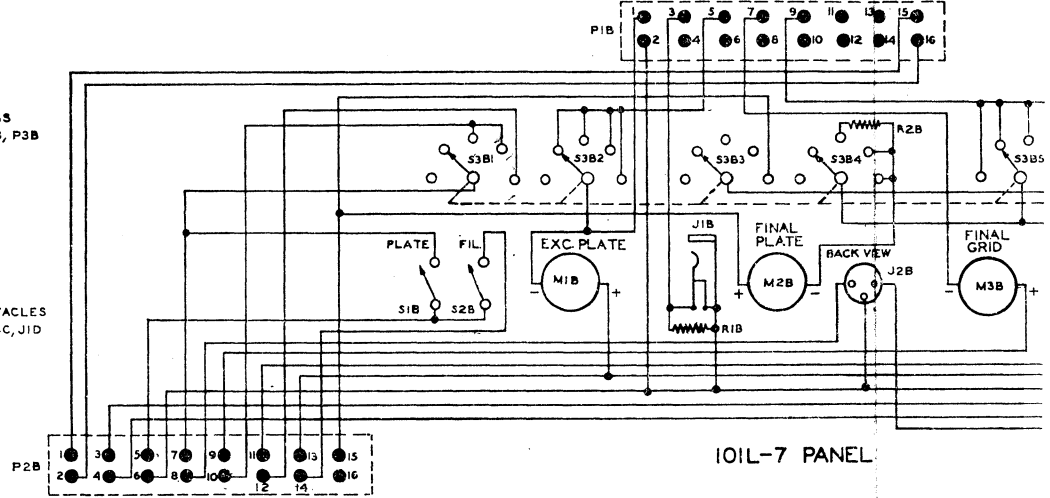 1 3 5 7 9 11 13 15
P1B
2 4 6 8 10 12 14 16
S
, P3B
R2B
S3B1 S3B2 S3B3 S3B4 S3B5
J1B
PLATE FIL. EXC. PLATE FINAL PLATE BACK VIEW FINAL GRID
J2B
M1B M2B M3B
- + + - - +
S1B S2B
TACLES
C, J1D
R1B
101L-7 PANEL
1 3 5 7 9 11 13 15
P2B
2 4 6 8 10 12 14 16